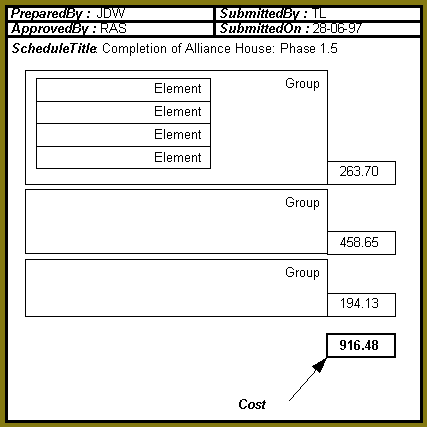 PreparedBy : JDW SubmittedBy : TL
ApprovedBy : RAS SubmittedOn : 28-06-97
ScheduleTitle: Completion of Alliance House: Phase 1.5
Element Group
Element
Element
Element
263.70
Group
458.65
Group
194.13
916.48
Cost